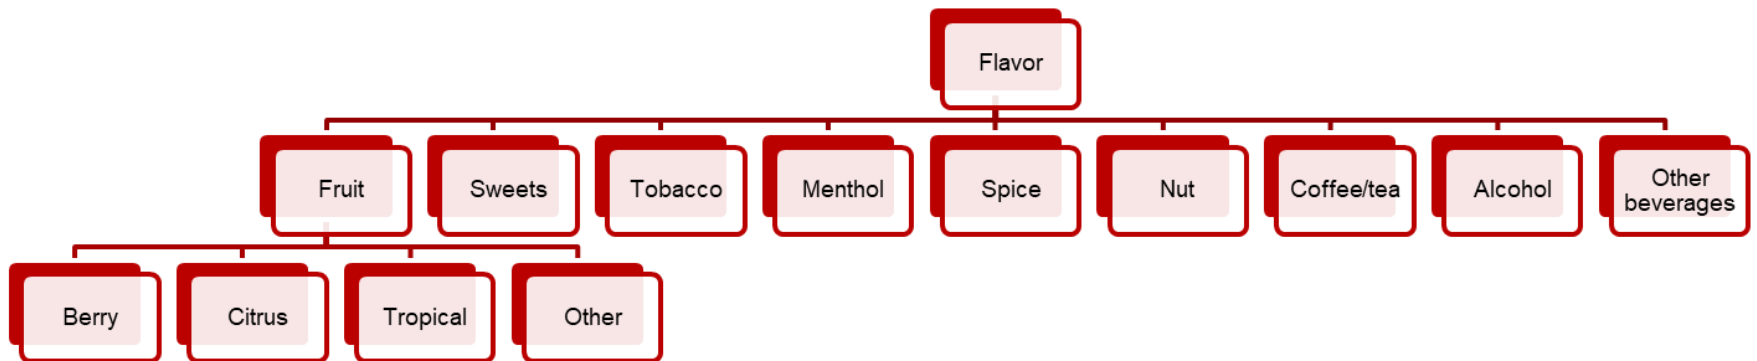 Flavor
Fruit
Sweets
Tobacco
Menthol
Spice
Nut
Coffee/tea
Alcohol
Other
beverages
Berry
Citrus
Tropical
Other